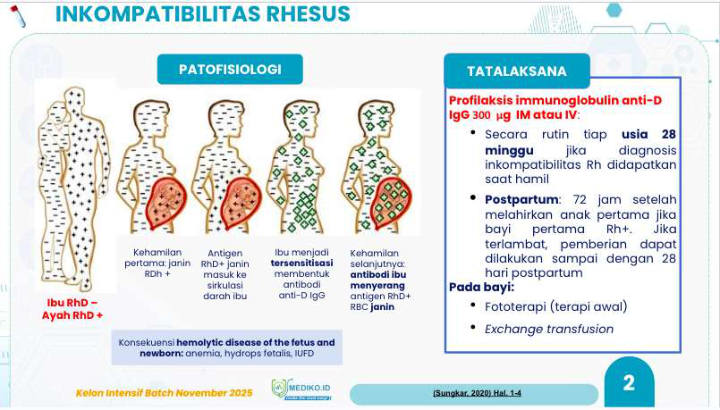 INKOMPATIBILITAS RHESUS
PATOFISIOLOGI
Ibu RhD –
Ayah RhD +
Kehamilan
pertama: janin
RDh +
Antigen
RhD+ janin
masuk ke
sirkulasi
darah ibu
Ibu menjadi
tersensitisasi
membentuk
antibodi
anti-D IgG
Kehamilan
selanjutnya:
antibodi ibu
menyerang
antigen RhD+
RBC janin
Konsekuensi hemolytic disease of the fetus and
newborn: anemia, hydrops fetalis, IUFD
TATALAKSANA
Profilaksis immunoglobulin anti-D
IgG 300 µg IM atau IV:
• Secara rutin tiap usia 28
minggu jika diagnosis
inkompatibilitas Rh didapatkan
saat hamil
• Postpartum: 72 jam setelah
melahirkan anak pertama jika
bayi pertama Rh+. Jika
terlambat, pemberian dapat
dilakukan sampai dengan 28
hari postpartum
Pada bayi:
• Fototerapi (terapi awal)
• Exchange transfusion
Kelon Intensif Batch November 2025
MEDIKO.ID
(Sungkar, 2020) Hal. 1-4
2